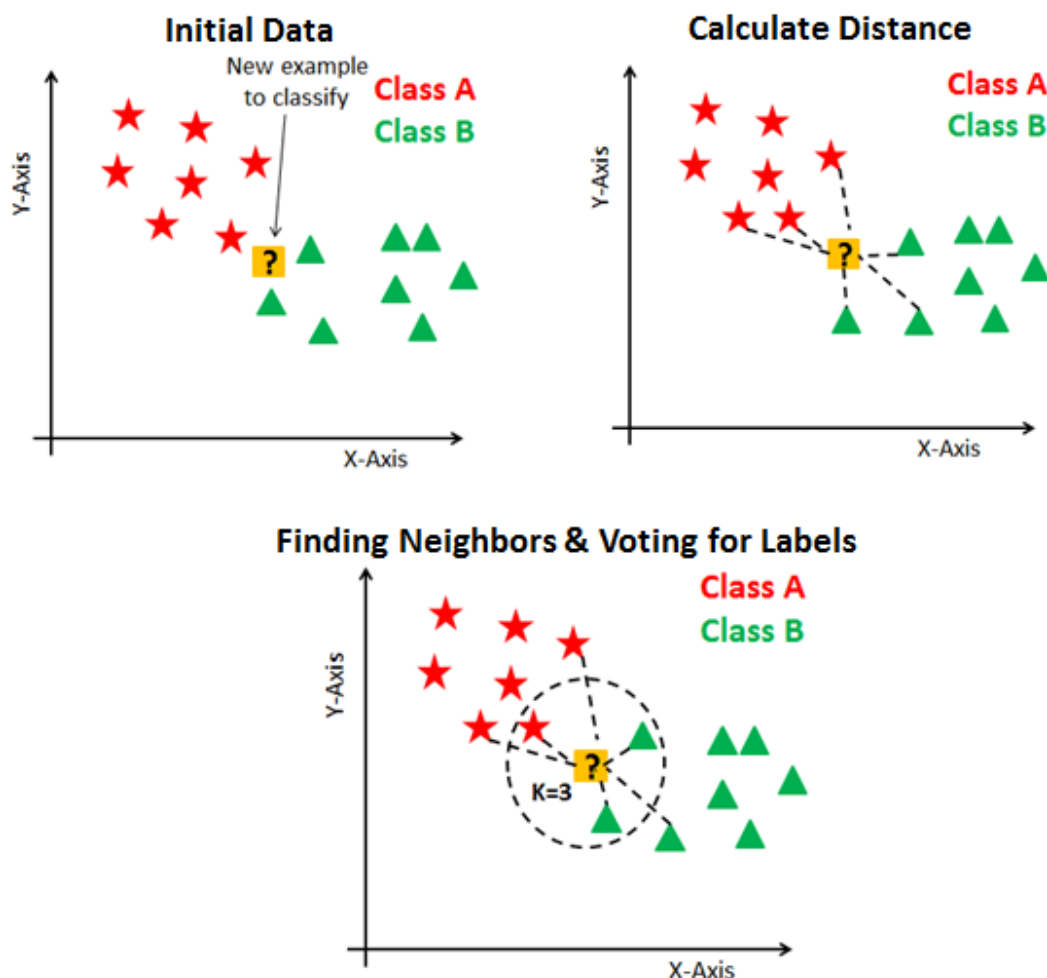 Initial Data
New example
to classify
Class A
Class B
?
Y-Axis
X-Axis
Calculate Distance
Class A
Class B
?
Y-Axis
X-Axis
Finding Neighbors & Voting for Labels
Class A
Class B
?
K=3
Y-Axis
X-Axis